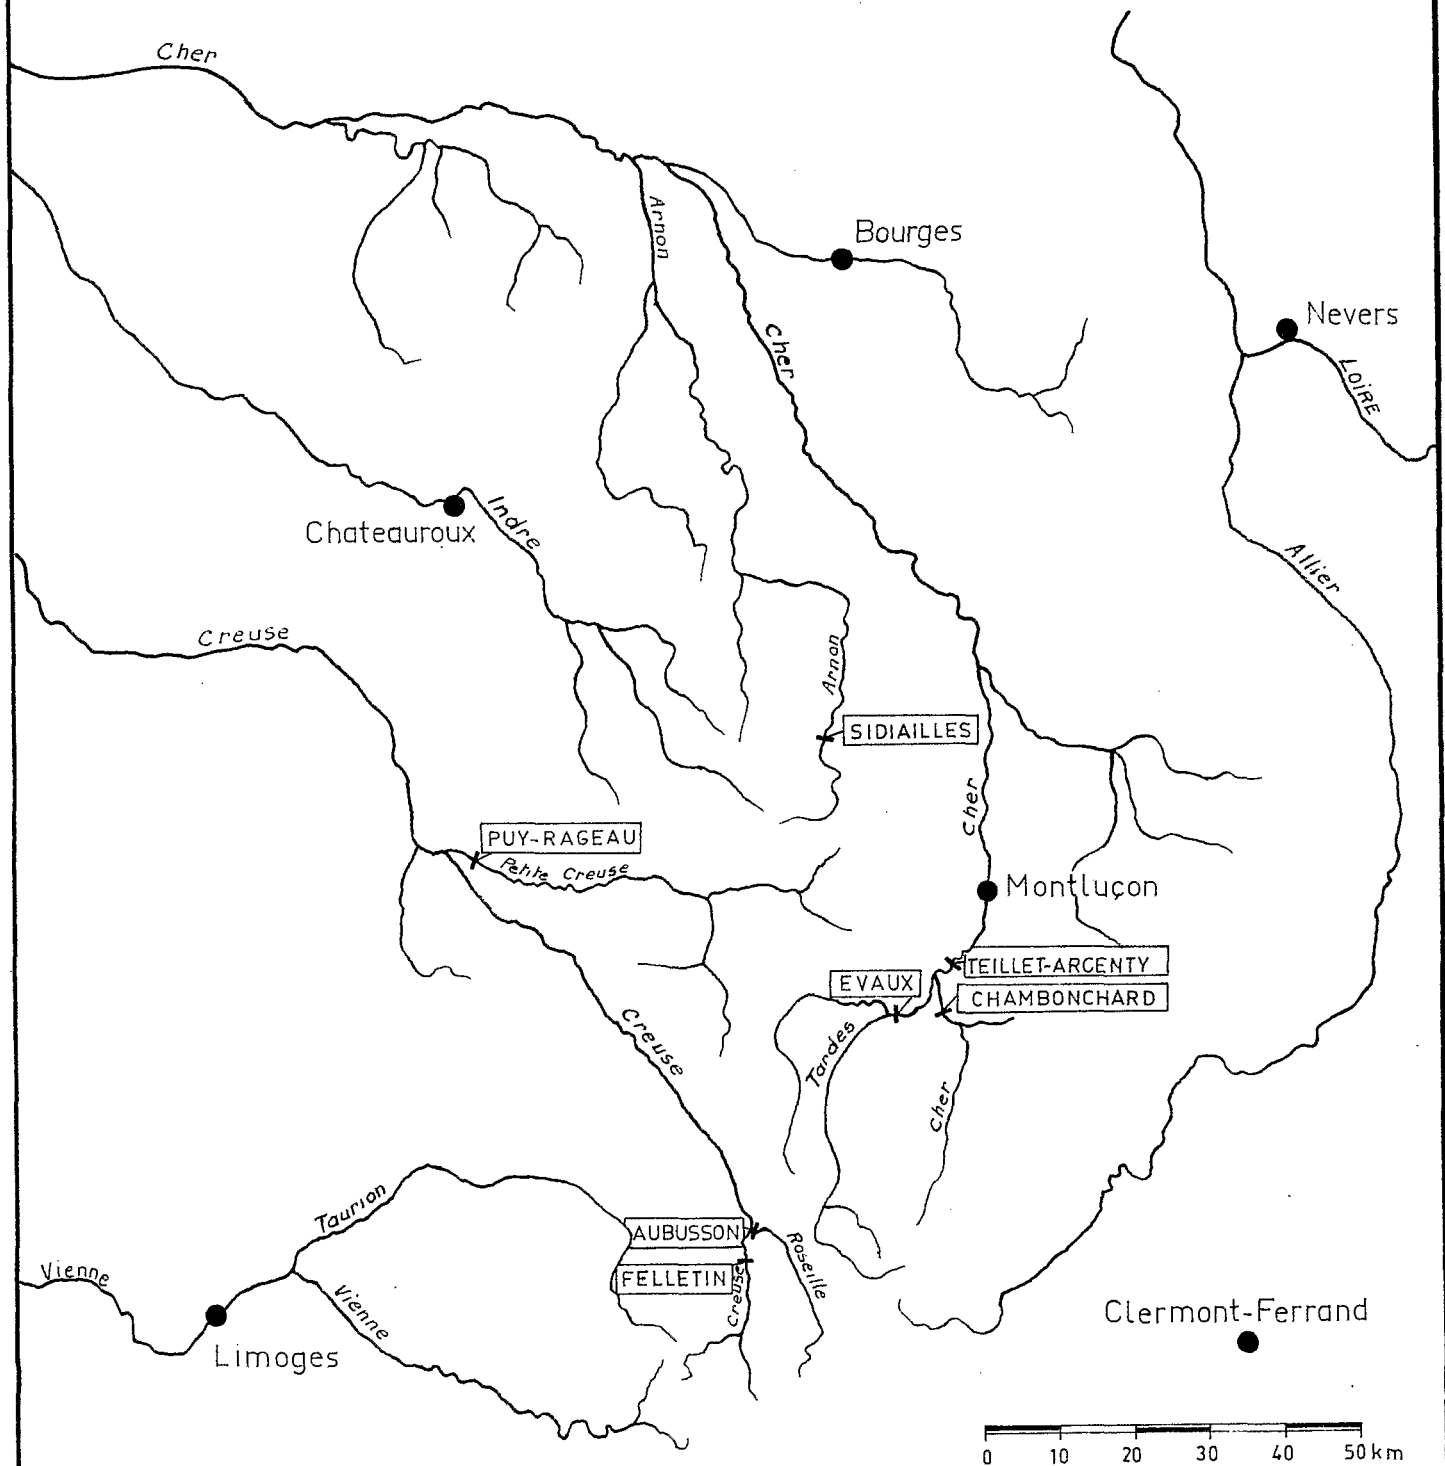 Cher
Arnon
Bourges
Nevers
LOIRE
Cher
Chateauroux
Indre
Allier
Creuse
Arnon
SIDIAILLES
Cher
PUY-RAGEAU
Petite Creuse
Montluçon
TEILLET-ARGENTY
EVAUX
CHAMBONCHARD
Tardes
Creuse
Cher
Taurion
AUBUSSON
Roseille
Vienne
FELLETIN
Creuse
Vienne
Clermont-Ferrand
Limoges
0 10 20 30 40 50 km